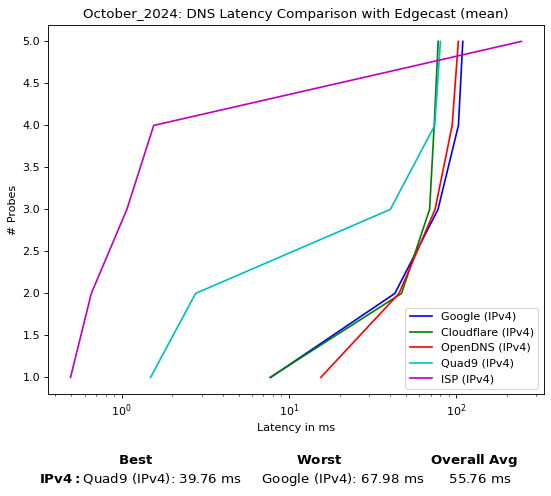 October_2024: DNS Latency Comparison with Edgecast (mean)
5.0
4.5
4.0
3.5
3.0
2.5
2.0
1.5
1.0
# Probes
Google (IPv4)
Cloudflare (IPv4)
OpenDNS (IPv4)
Quad9 (IPv4)
ISP (IPv4)
10⁰ 10¹ 10²
Latency in ms
Best Worst Overall Avg
IPv4: Quad9 (IPv4): 39.76 ms Google (IPv4): 67.98 ms 55.76 ms